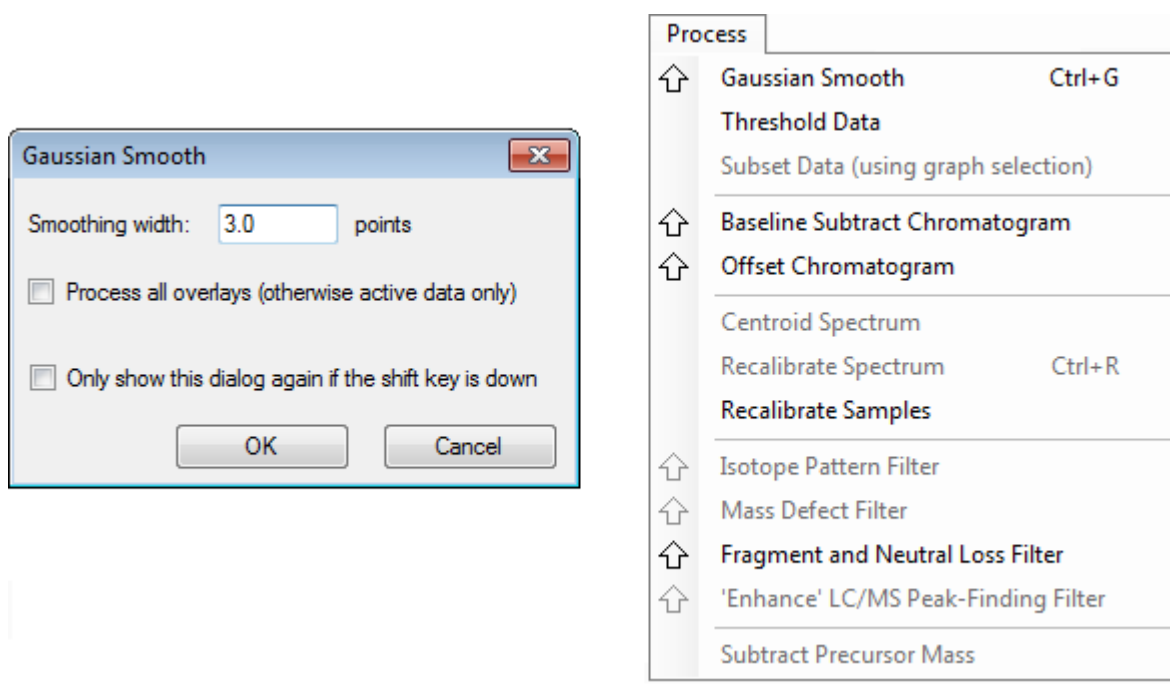 Gaussian Smooth
Smoothing width: 3.0 points
Process all overlays (otherwise active data only)
Only show this dialog again if the shift key is down
OK Cancel
Process
Gaussian Smooth Ctrl+G
Threshold Data
Subset Data (using graph selection)
Baseline Subtract Chromatogram
Offset Chromatogram
Centroid Spectrum
Recalibrate Spectrum Ctrl+R
Recalibrate Samples
Isotope Pattern Filter
Mass Defect Filter
Fragment and Neutral Loss Filter
'Enhance' LC/MS Peak-Finding Filter
Subtract Precursor Mass